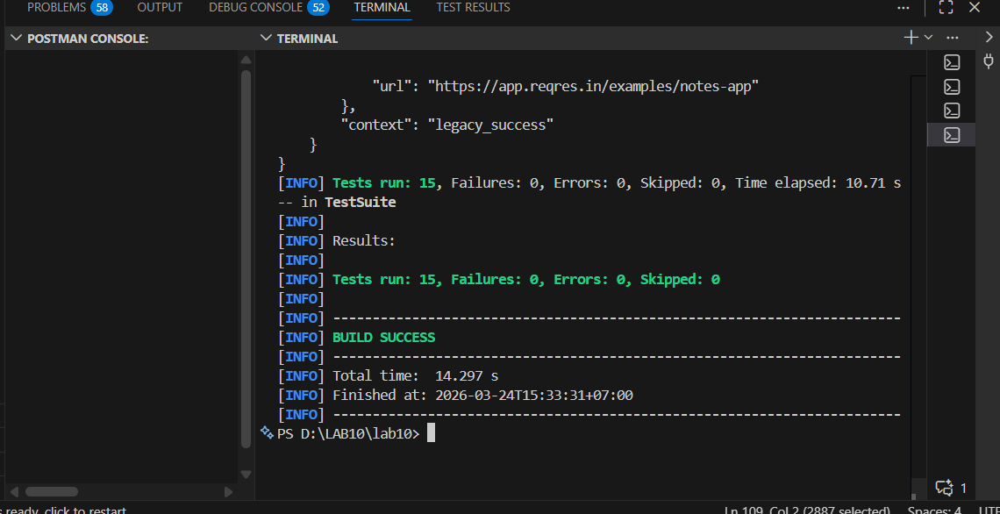 PROBLEMS 58 OUTPUT DEBUG CONSOLE 52 TERMINAL TEST RESULTS
POSTMAN CONSOLE:
TERMINAL
"url": "https://app.reqres.in/examples/notes-app"
},
"context": "legacy_success"
}
}
[INFO] Tests run: 15, Failures: 0, Errors: 0, Skipped: 0, Time elapsed: 10.71 s
-- in TestSuite
[INFO]
[INFO] Results:
[INFO]
[INFO] Tests run: 15, Failures: 0, Errors: 0, Skipped: 0
[INFO]
[INFO] ------------------------------------------------------------------------
[INFO] BUILD SUCCESS
[INFO] ------------------------------------------------------------------------
[INFO] Total time:  14.297 s
[INFO] Finished at: 2026-03-24T15:33:31+07:00
[INFO] ------------------------------------------------------------------------
PS D:\LAB10\lab10>
1
ready, click to restart
Ln 109, Col 2 (2887 selected) Spaces: 4 UTF